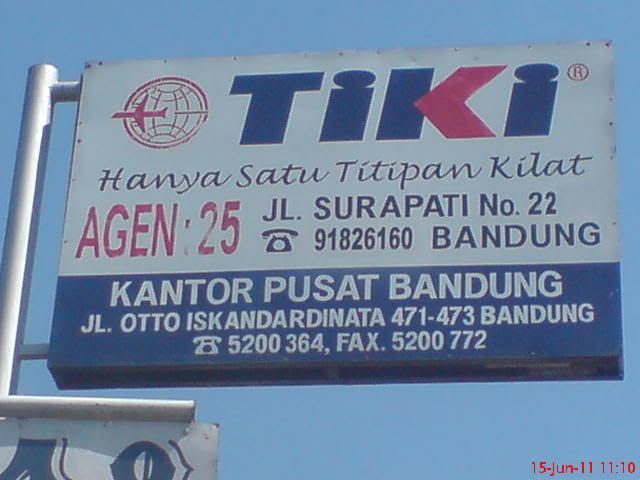 TiKi ®
Hanya Satu Titipan Kilat
AGEN : 25
JL. SURAPATI No. 22
☎ 91826160 BANDUNG
KANTOR PUSAT BANDUNG
JL. OTTO ISKANDARDINATA 471-473 BANDUNG
☎ 5200 364, FAX. 5200 772
15-Jun-11 11:10